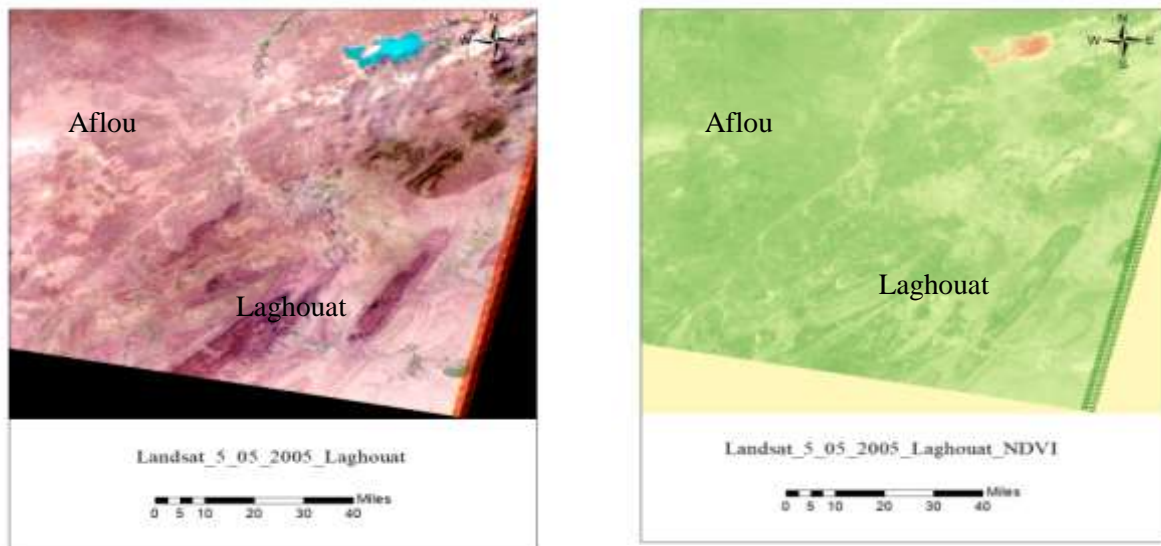 N
W E
S
Aflou
Laghouat
Landsat_5_05_2005_Laghouat
Miles
0 5 10 20 30 40
N
W E
S
Aflou
Laghouat
Landsat_5_05_2005_Laghouat_NDVI
Miles
0 5 10 20 30 40